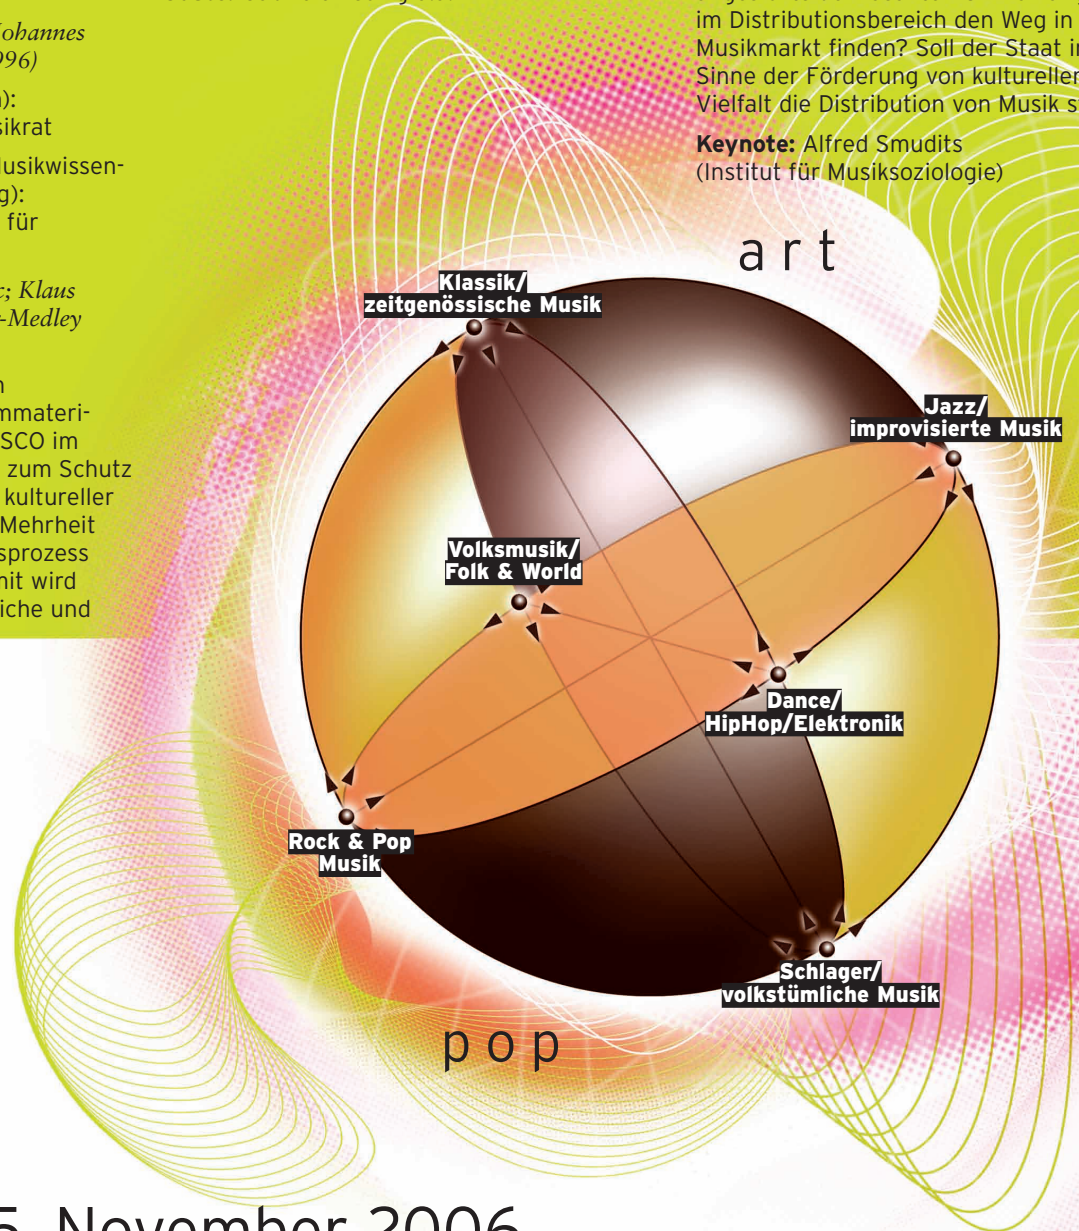 Johannes
996)
):
sikrat
Musikwissen-
g):
für
; Klaus
-Medley
n
mmateri-
SCO im
zum Schutz
kultureller
Mehrheit
sprozess
mit wird
iche und
im Distributionsbereich den Weg in
Musikmarkt finden? Soll der Staat i
Sinne der Förderung von kultureller
Vielfalt die Distribution von Musik s
Keynote: Alfred Smudits
(Institut für Musiksoziologie)
art
Klassik/
zeitgenössische Musik
Jazz/
improvisierte Musik
Volksmusik/
Folk & World
Dance/
HipHop/Elektronik
Rock & Pop
Musik
Schlager/
volkstümliche Musik
pop
5. November 2006